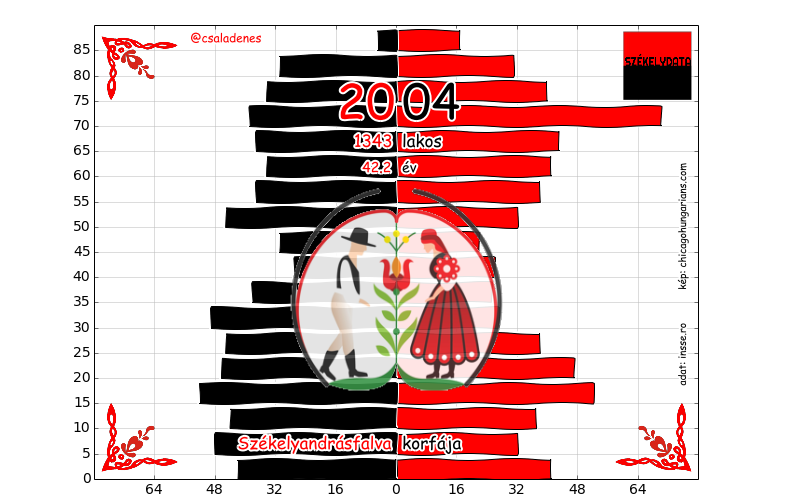 @csaladenes
SZÉKELYDATA
2004
1343 lakos
42.2 év
kép: chicagohungarians.com
adat: insse.ro
Székelyandrásfalva korfája
85
80
75
70
65
60
55
50
45
40
35
30
25
20
15
10
5
0
64 48 32 16 0 16 32 48 64